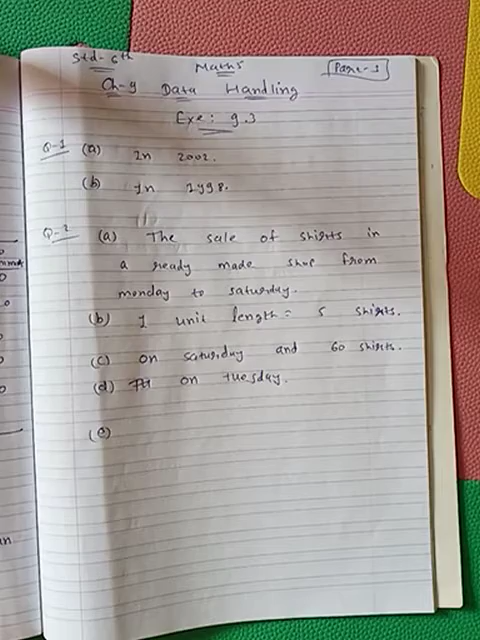 Std- 6th
Maths
Page-1
Ch-9 Data Handling
Exe: 9.3
Q-1 (a) In 2002.
(b) In 1998.
Q-2 (a) The sale of shirts in
a ready made shop from
monday to saturday.
(b) 1 unit length = 5 shirts.
(c) on saturday and 60 shirts.
(d) on tuesday.
(e)